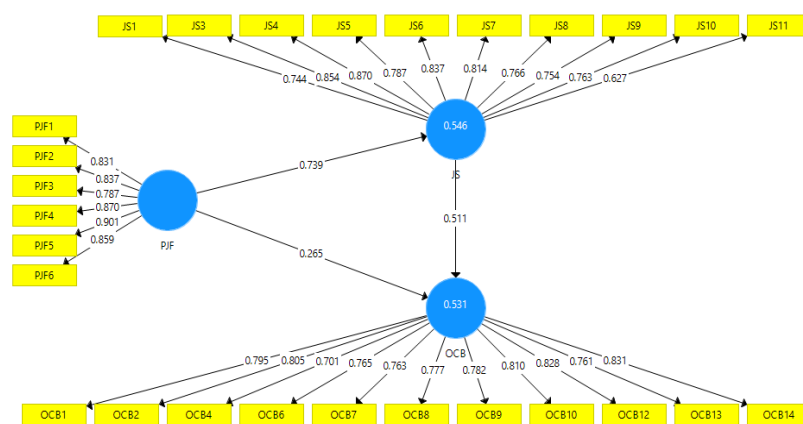 JS1 JS3 JS4 JS5 JS6 JS7 JS8 JS9 JS10 JS11
0.744 0.854 0.870 0.787 0.837 0.814 0.766 0.754 0.763 0.627
PJF1
PJF2
PJF3
PJF4
PJF5
PJF6
0.831
0.837
0.787
0.870
0.901
0.859
PJF
0.739
0.546
JS
0.511
0.265
0.531
OCB
0.795 0.805 0.701 0.765 0.763 0.777 0.782 0.810 0.828 0.761 0.831
OCB1 OCB2 OCB4 OCB6 OCB7 OCB8 OCB9 OCB10 OCB12 OCB13 OCB14